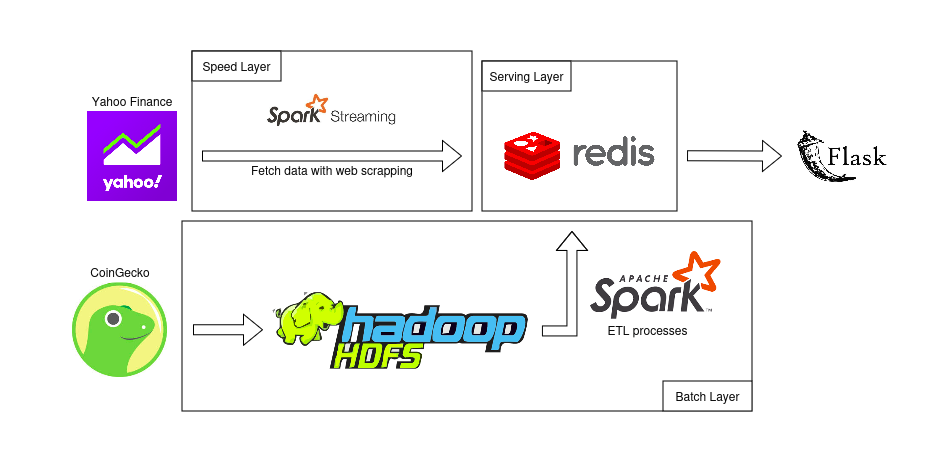 Speed Layer
Yahoo Finance
yahoo!
Spark Streaming
Fetch data with web scrapping
Serving Layer
redis
Flask
CoinGecko
hadoop
HDFS
APACHE
Spark™
ETL processes
Batch Layer